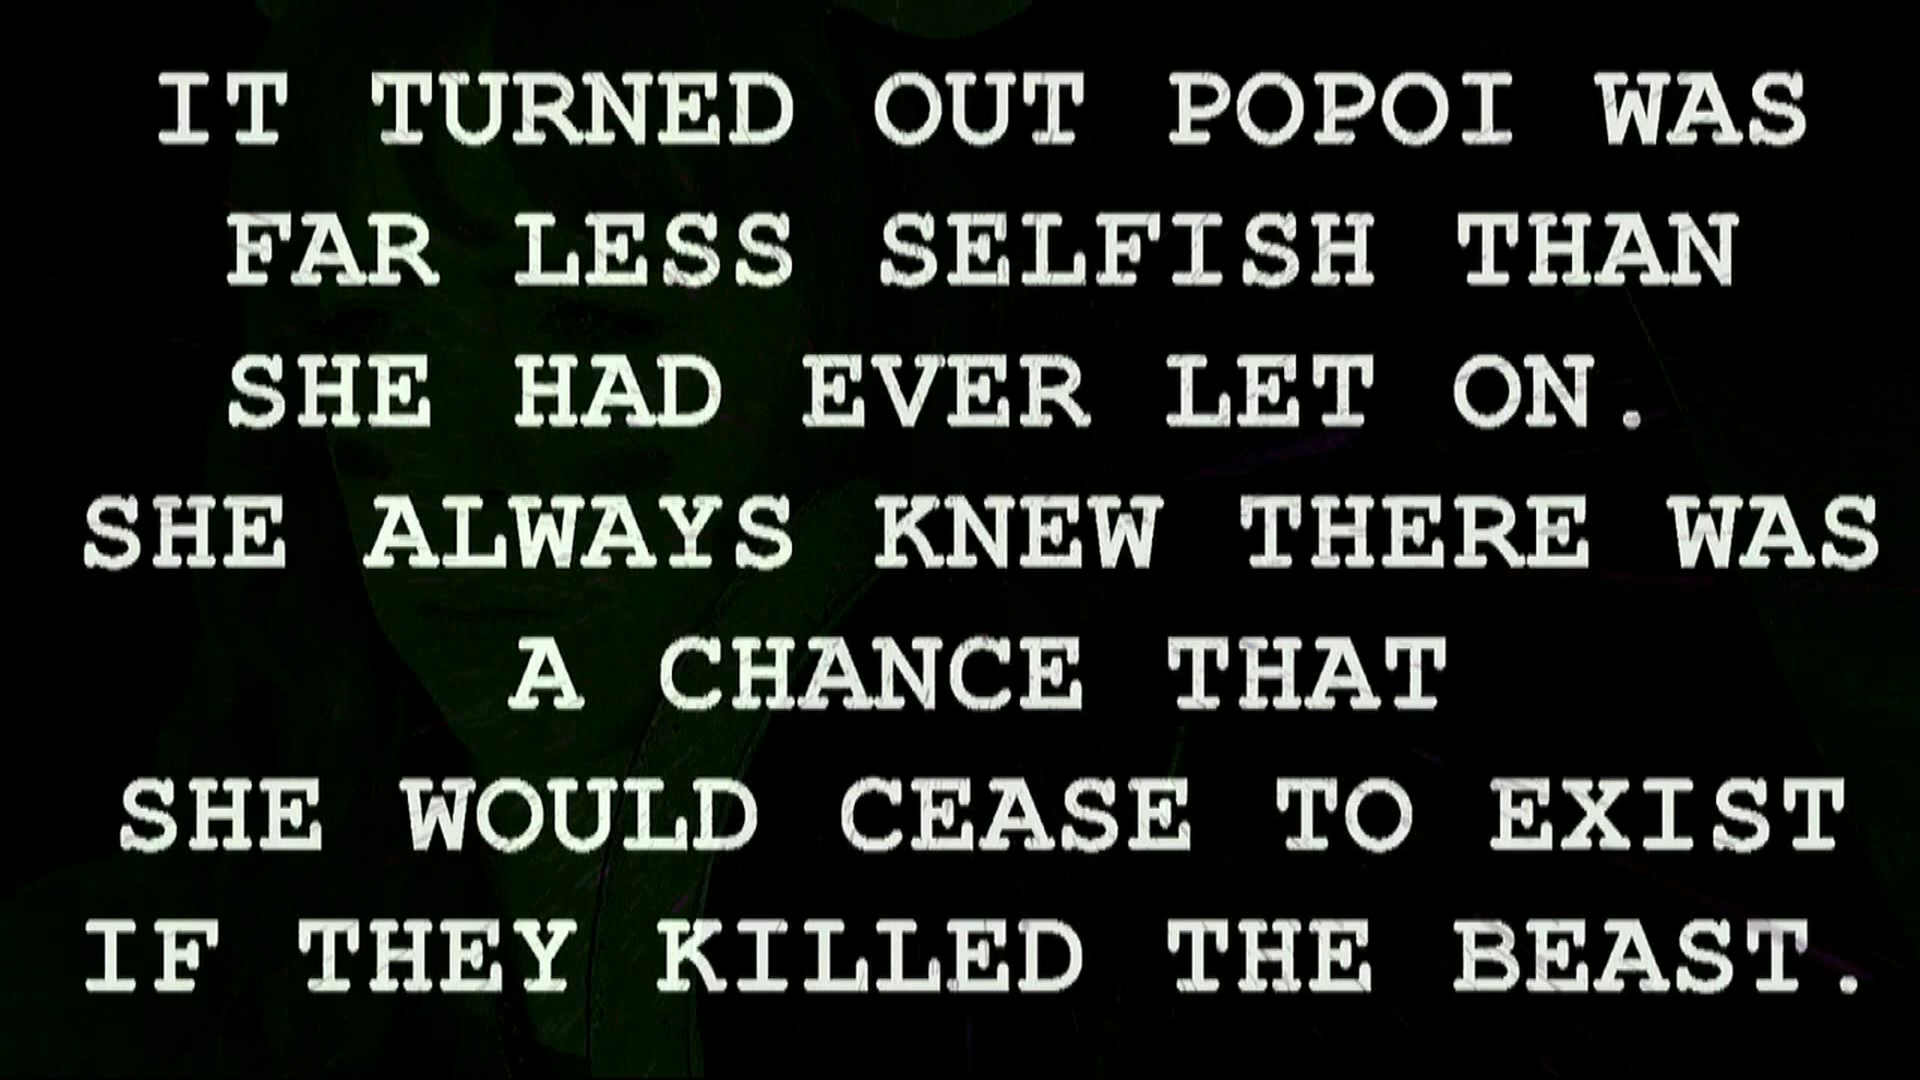 IT TURNED OUT POPOI WAS
FAR LESS SELFISH THAN
SHE HAD EVER LET ON.
SHE ALWAYS KNEW THERE WAS
A CHANCE THAT
SHE WOULD CEASE TO EXIST
IF THEY KILLED THE BEAST.